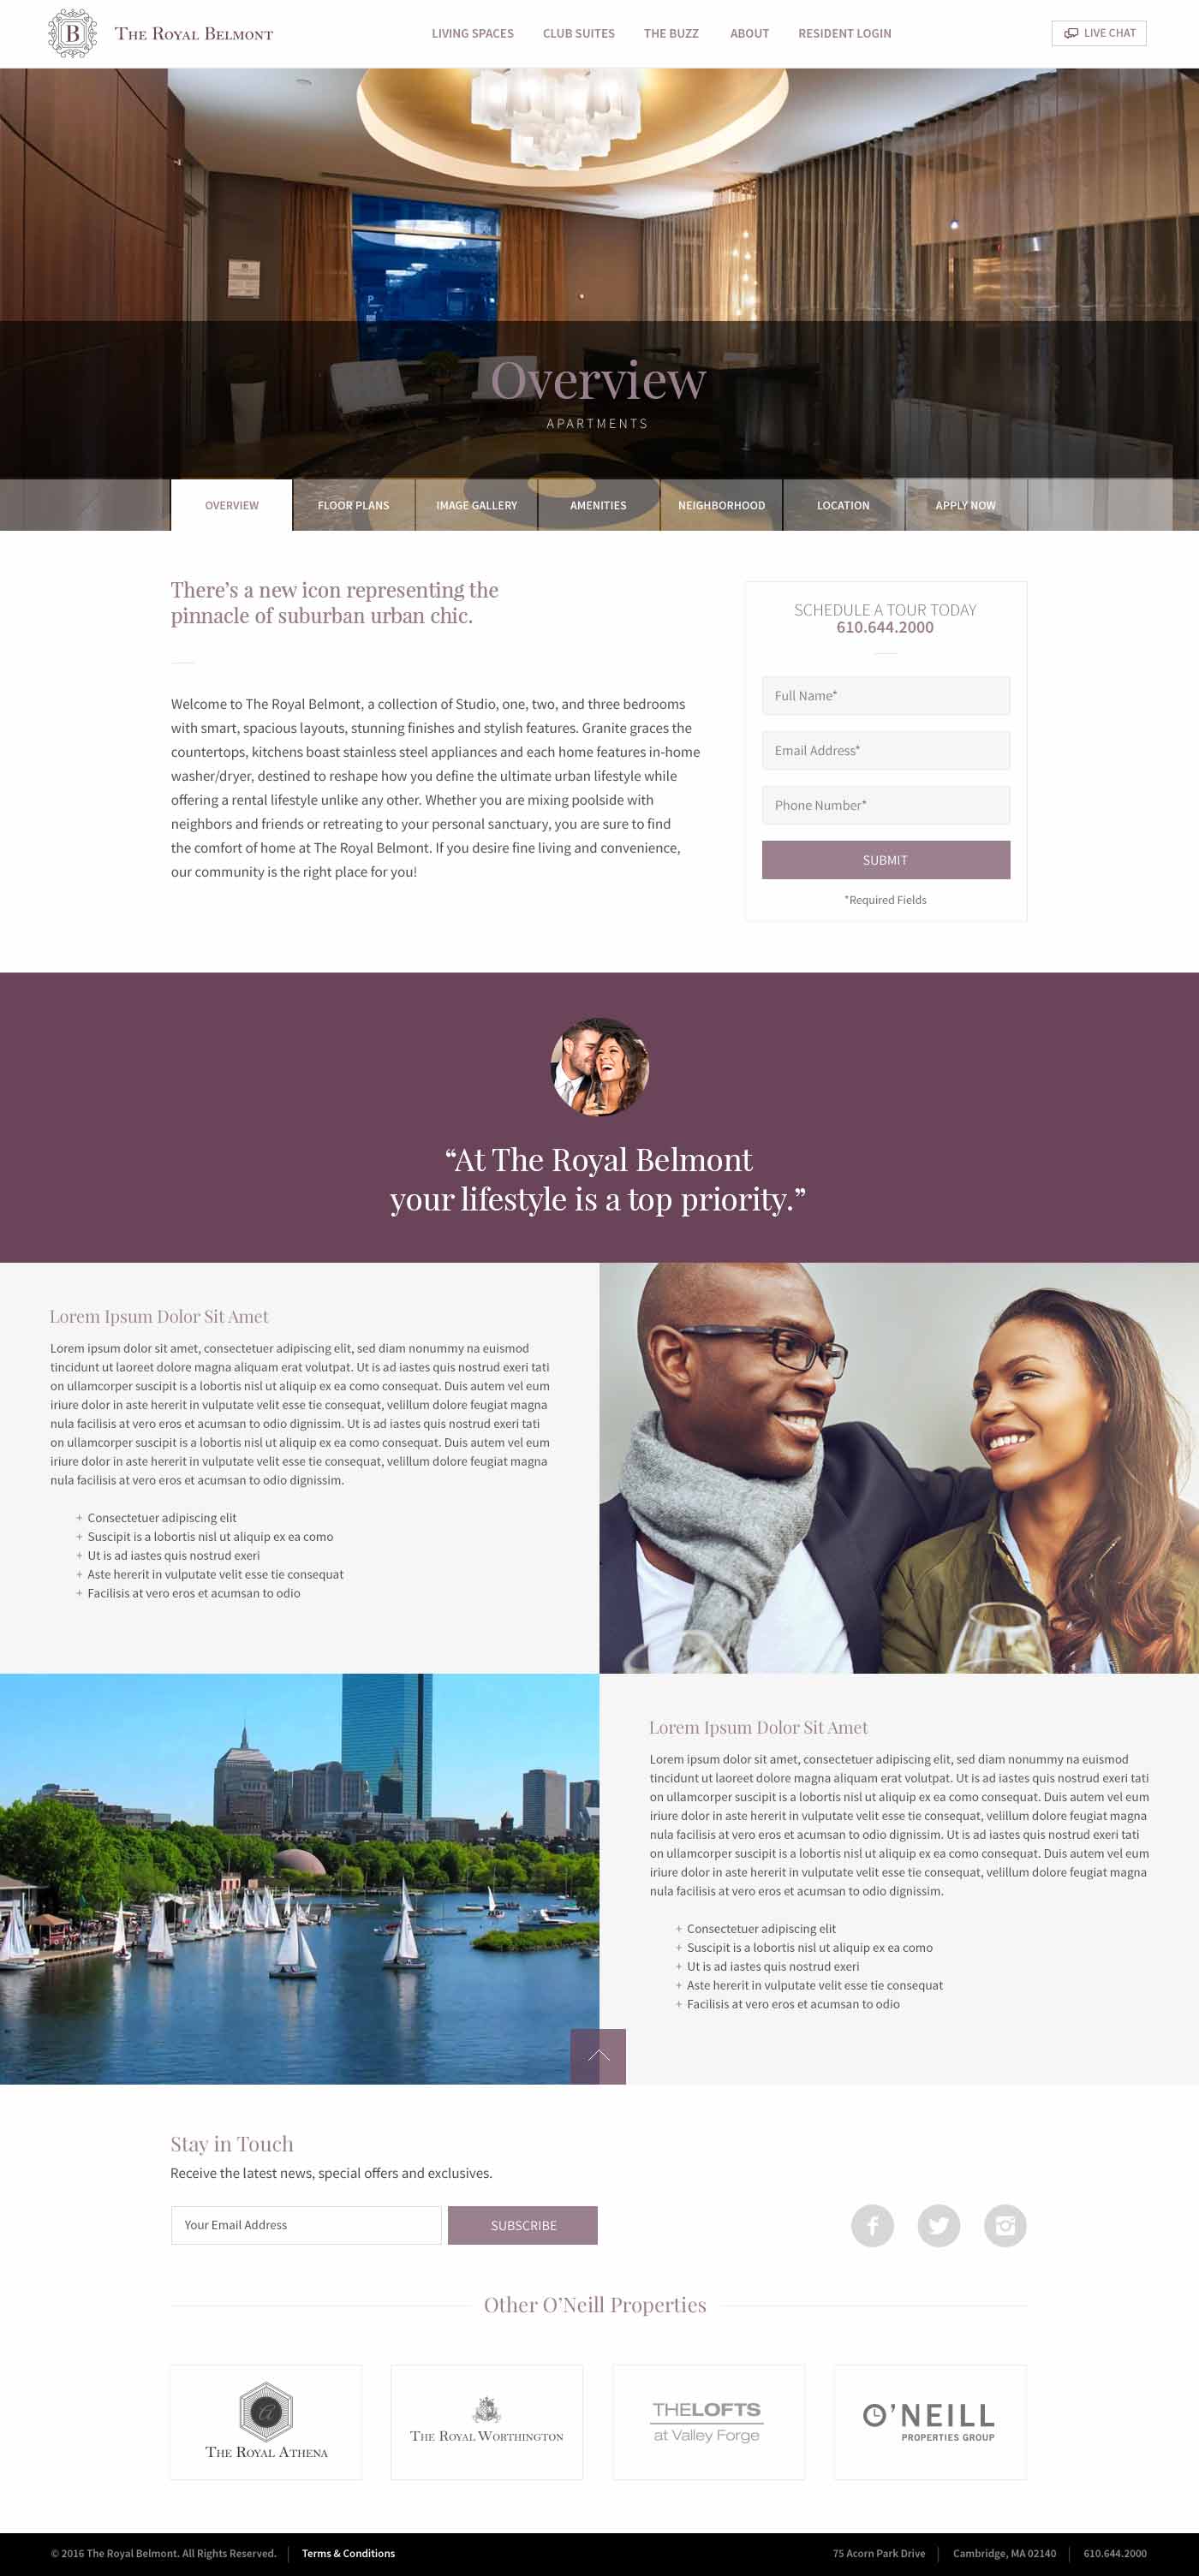 B
The Royal Belmont
LIVING SPACES
CLUB SUITES
THE BUZZ
ABOUT
RESIDENT LOGIN
LIVE CHAT
P
Overview
APARTMENTS
OVERVIEW
FLOOR PLANS
IMAGE GALLERY
AMENITIES
NEIGHBORHOOD
LOCATION
APPLY NOW
There’s a new icon representing the
pinnacle of suburban urban chic.
Welcome to The Royal Belmont, a collection of Studio, one, two, and three bedrooms
with smart, spacious layouts, stunning finishes and stylish features. Granite graces the
countertops, kitchens boast stainless steel appliances and each home features in-home
washer/dryer, destined to reshape how you define the ultimate urban lifestyle while
offering a rental lifestyle unlike any other. Whether you are mixing poolside with
neighbors and friends or retreating to your personal sanctuary, you are sure to find
the comfort of home at The Royal Belmont. If you desire fine living and convenience,
our community is the right place for you!
SCHEDULE A TOUR TODAY
610.644.2000
Full Name*
Email Address*
Phone Number*
SUBMIT
*Required Fields
“At The Royal Belmont
your lifestyle is a top priority.”
Lorem Ipsum Dolor Sit Amet
Lorem ipsum dolor sit amet, consectetuer adipiscing elit, sed diam nonummy na euismod
tincidunt ut laoreet dolore magna aliquam erat volutpat. Ut is ad iastes quis nostrud exeri tati
on ullamcorper suscipit is a lobortis nisl ut aliquip ex ea como consequat. Duis autem vel eum
iriure dolor in aste hererit in vulputate velit esse tie consequat, velillum dolore feugiat magna
nula facilisis at vero eros et acumsan to odio dignissim. Ut is ad iastes quis nostrud exeri tati
on ullamcorper suscipit is a lobortis nisl ut aliquip ex ea como consequat. Duis autem vel eum
iriure dolor in aste hererit in vulputate velit esse tie consequat, velillum dolore feugiat magna
nula facilisis at vero eros et acumsan to odio dignissim.
+ Consectetuer adipiscing elit
+ Suscipit is a lobortis nisl ut aliquip ex ea como
+ Ut is ad iastes quis nostrud exeri
+ Aste hererit in vulputate velit esse tie consequat
+ Facilisis at vero eros et acumsan to odio
Lorem Ipsum Dolor Sit Amet
Lorem ipsum dolor sit amet, consectetuer adipiscing elit, sed diam nonummy na euismod
tincidunt ut laoreet dolore magna aliquam erat volutpat. Ut is ad iastes quis nostrud exeri tati
on ullamcorper suscipit is a lobortis nisl ut aliquip ex ea como consequat. Duis autem vel eum
iriure dolor in aste hererit in vulputate velit esse tie consequat, velillum dolore feugiat magna
nula facilisis at vero eros et acumsan to odio dignissim. Ut is ad iastes quis nostrud exeri tati
on ullamcorper suscipit is a lobortis nisl ut aliquip ex ea como consequat. Duis autem vel eum
iriure dolor in aste hererit in vulputate velit esse tie consequat, velillum dolore feugiat magna
nula facilisis at vero eros et acumsan to odio dignissim.
+ Consectetuer adipiscing elit
+ Suscipit is a lobortis nisl ut aliquip ex ea como
+ Ut is ad iastes quis nostrud exeri
+ Aste hererit in vulputate velit esse tie consequat
+ Facilisis at vero eros et acumsan to odio
Stay in Touch
Receive the latest news, special offers and exclusives.
Your Email Address
SUBSCRIBE
Other O’Neill Properties
A
The Royal Athena
The Royal Worthington
THELOFTS
at Valley Forge
O’NEILL
PROPERTIES GROUP
© 2016 The Royal Belmont. All Rights Reserved.
Terms & Conditions
75 Acorn Park Drive
Cambridge, MA 02140
610.644.2000